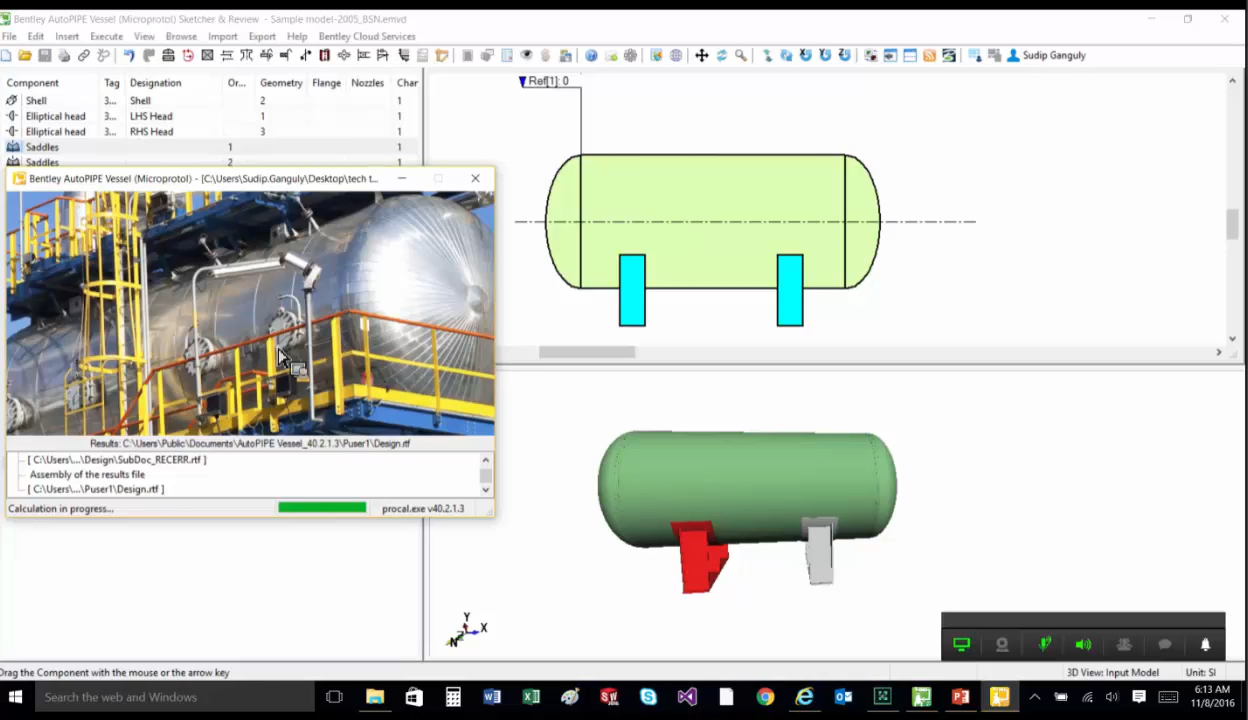 Bentley AutoPIPE Vessel (Microprotol) Sketcher & Review - Sample model-2005_BSN.emvd
File Edit Insert Execute View Browse Import Export Help Bentley Cloud Services
Sudip Ganguly
Component Tag Designation Or... Geometry Flange Nozzles Char
Shell 3... Shell 2 1
Elliptical head 3... LHS Head 1 1
Elliptical head 3... RHS Head 3 1
Saddles 1 1
Saddles 2 1
Ref[1]: 0
Bentley AutoPIPE Vessel (Microprotol) - [C:\Users\Sudip.Ganguly\Desktop\tech t...
Results: C:\Users\Public\Documents\AutoPIPE Vessel_40.2.1.3\Puser1\Design.rtf
[ C:\Users\...\Design\SubDoc_RECERR.rtf ]
Assembly of the results file
[ C:\Users\...\Puser1\Design.rtf ]
Calculation in progress... procal.exe v40.2.1.3
Y
X
N
Drag the Component with the mouse or the arrow key 3D View: Input Model Unit: SI
Search the web and Windows
6:13 AM
11/8/2016